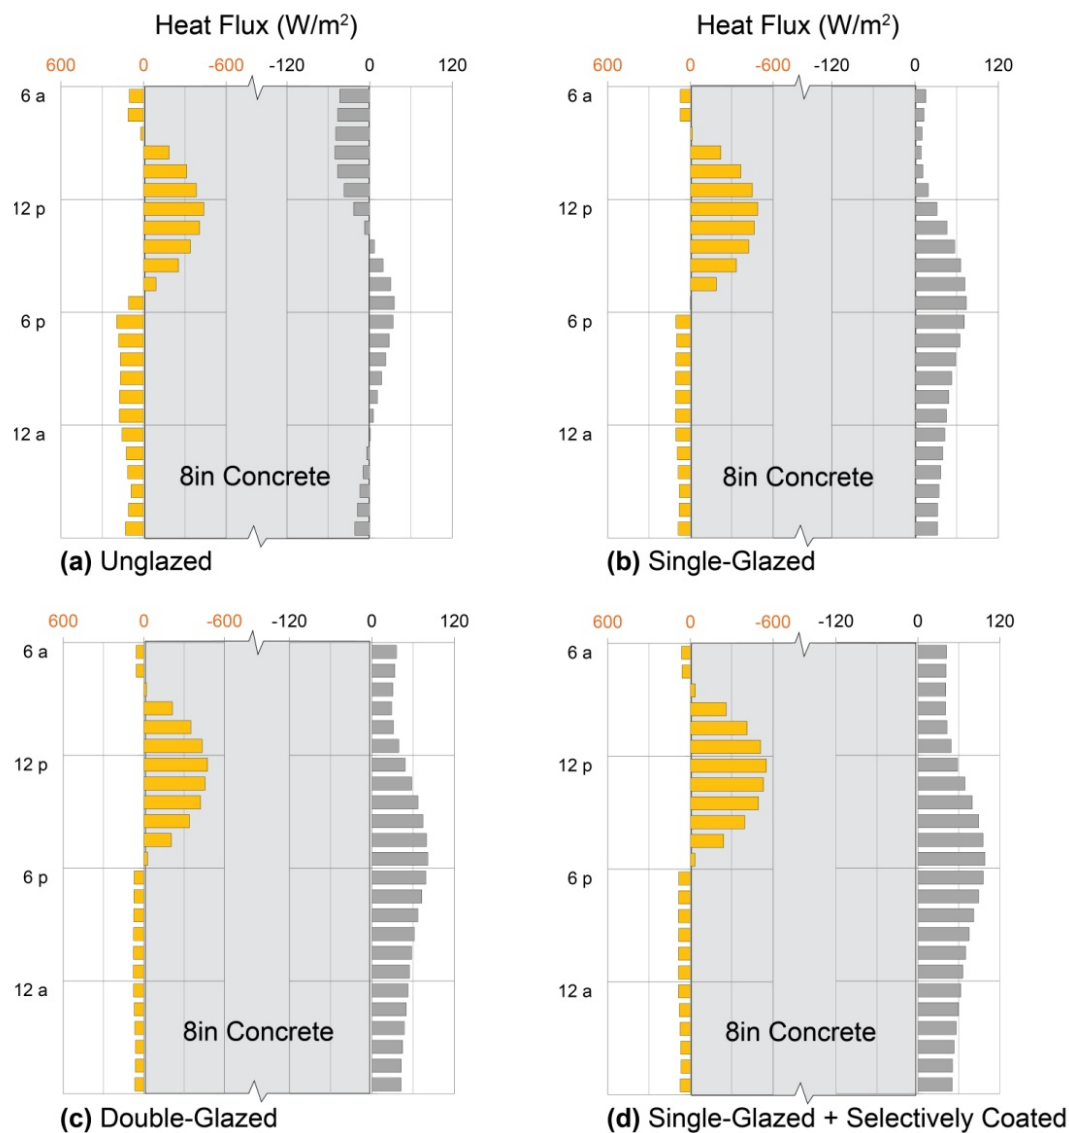 Heat Flux (W/m²)
600 0 -600 -120 0 120
6 a
12 p
6 p
12 a
8in Concrete
(a) Unglazed
Heat Flux (W/m²)
600 0 -600 -120 0 120
6 a
12 p
6 p
12 a
8in Concrete
(b) Single-Glazed
600 0 -600 -120 0 120
6 a
12 p
6 p
12 a
8in Concrete
(c) Double-Glazed
600 0 -600 -120 0 120
6 a
12 p
6 p
12 a
8in Concrete
(d) Single-Glazed + Selectively Coated